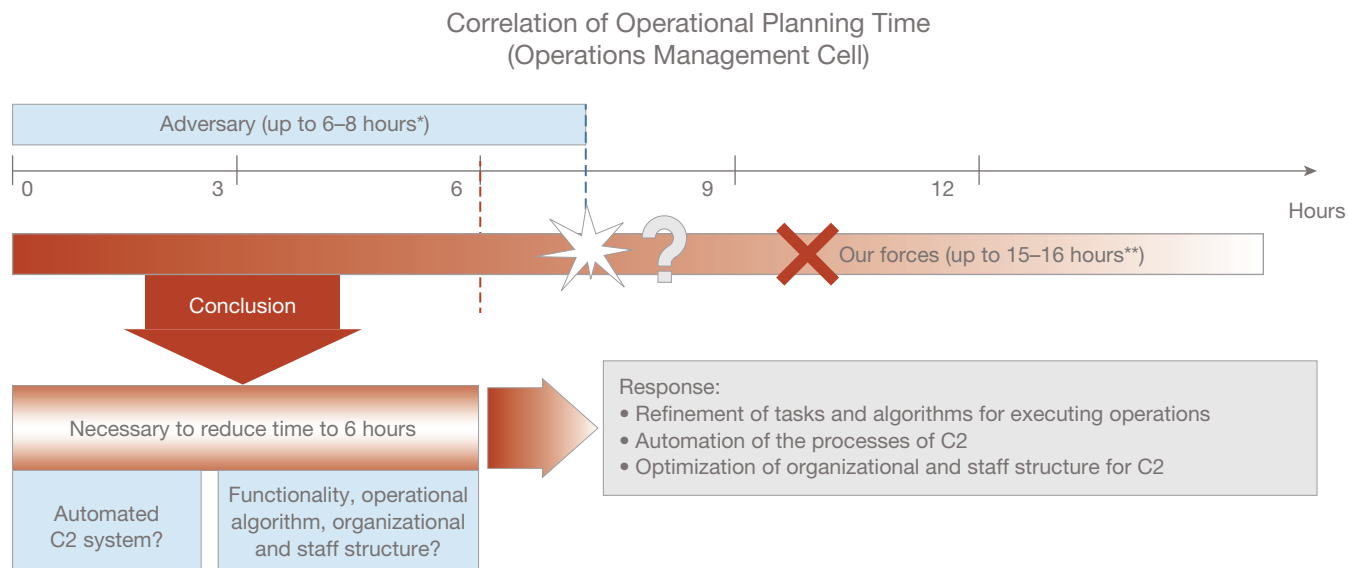 Correlation of Operational Planning Time
(Operations Management Cell)
Adversary (up to 6–8 hours*)
0 3 6 9 12
Hours
?
Our forces (up to 15–16 hours**)
Conclusion
Necessary to reduce time to 6 hours
Automated
C2 system?
Functionality, operational
algorithm, organizational
and staff structure?
Response:
• Refinement of tasks and algorithms for executing operations
• Automation of the processes of C2
• Optimization of organizational and staff structure for C2